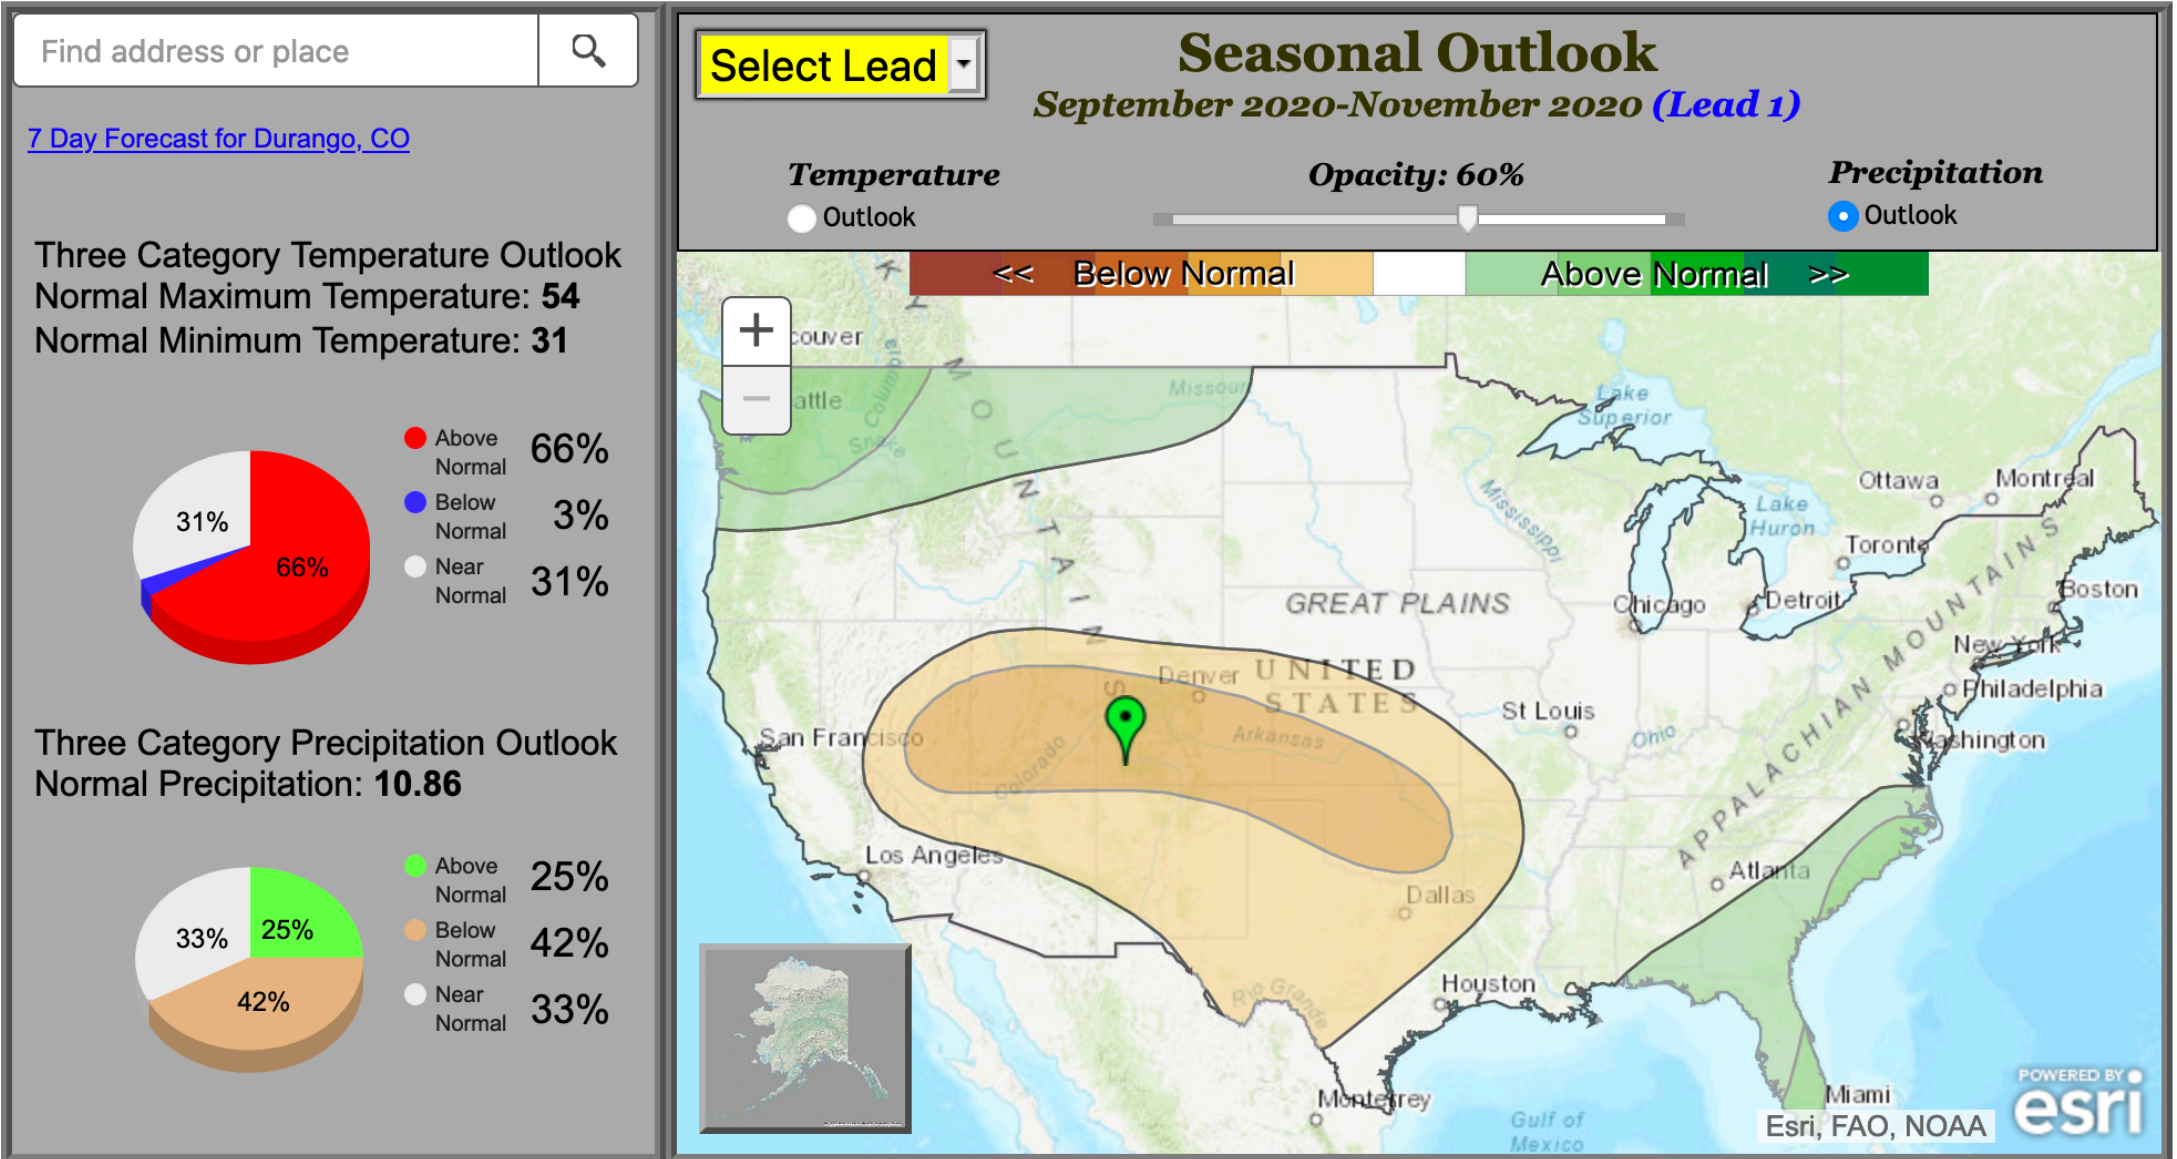 Find address or place
7 Day Forecast for Durango, CO
Three Category Temperature Outlook
Normal Maximum Temperature: 54
Normal Minimum Temperature: 31
Above Normal 66%
Below Normal 3%
Near Normal 31%
31%
66%
Three Category Precipitation Outlook
Normal Precipitation: 10.86
Above Normal 25%
Below Normal 42%
Near Normal 33%
33%
25%
42%
Select Lead
Seasonal Outlook
September 2020-November 2020 (Lead 1)
Temperature
Outlook
Opacity: 60%
Precipitation
Outlook
<< Below Normal
Above Normal >>
+
−
couver
attle
Columbia
Snake
Missouri
MOUNTAINS
Lake
Superior
Mississippi
Lake
Huron
Ottawa
Montreal
Toronto
Boston
GREAT PLAINS
Chicago
Detroit
New York
Philadelphia
Washington
APPALACHIAN MOUNTAINS
Denver
UNITED
STATES
St Louis
Ohio
Arkansas
Colorado
San Francisco
Los Angeles
Atlanta
Dallas
Houston
Rio Grande
Monterrey
Gulf of
Mexico
Miami
Esri, FAO, NOAA
POWERED BY
esri